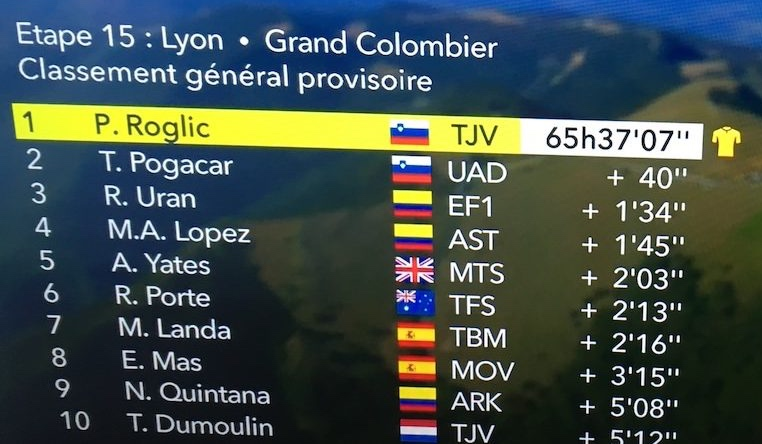 Etape 15 : Lyon • Grand Colombier
Classement général provisoire
1 P. Roglic TJV 65h37'07''
2 T. Pogacar UAD + 40''
3 R. Uran EF1 + 1'34''
4 M.A. Lopez AST + 1'45''
5 A. Yates MTS + 2'03''
6 R. Porte TFS + 2'13''
7 M. Landa TBM + 2'16''
8 E. Mas MOV + 3'15''
9 N. Quintana ARK + 5'08''
10 T. Dumoulin TJV + 5'12''